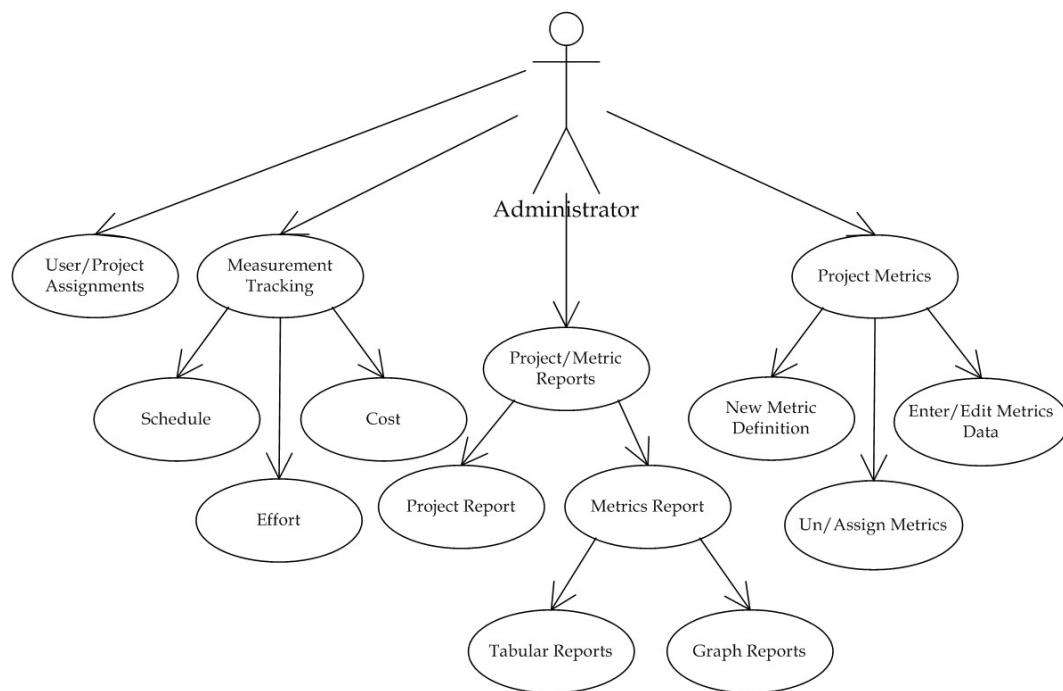 Administrator
User/Project
Assignments
Measurement
Tracking
Project Metrics
Project/Metric
Reports
Schedule
Cost
New Metric
Definition
Enter/Edit Metrics
Data
Effort
Project Report
Metrics Report
Un/Assign Metrics
Tabular Reports
Graph Reports